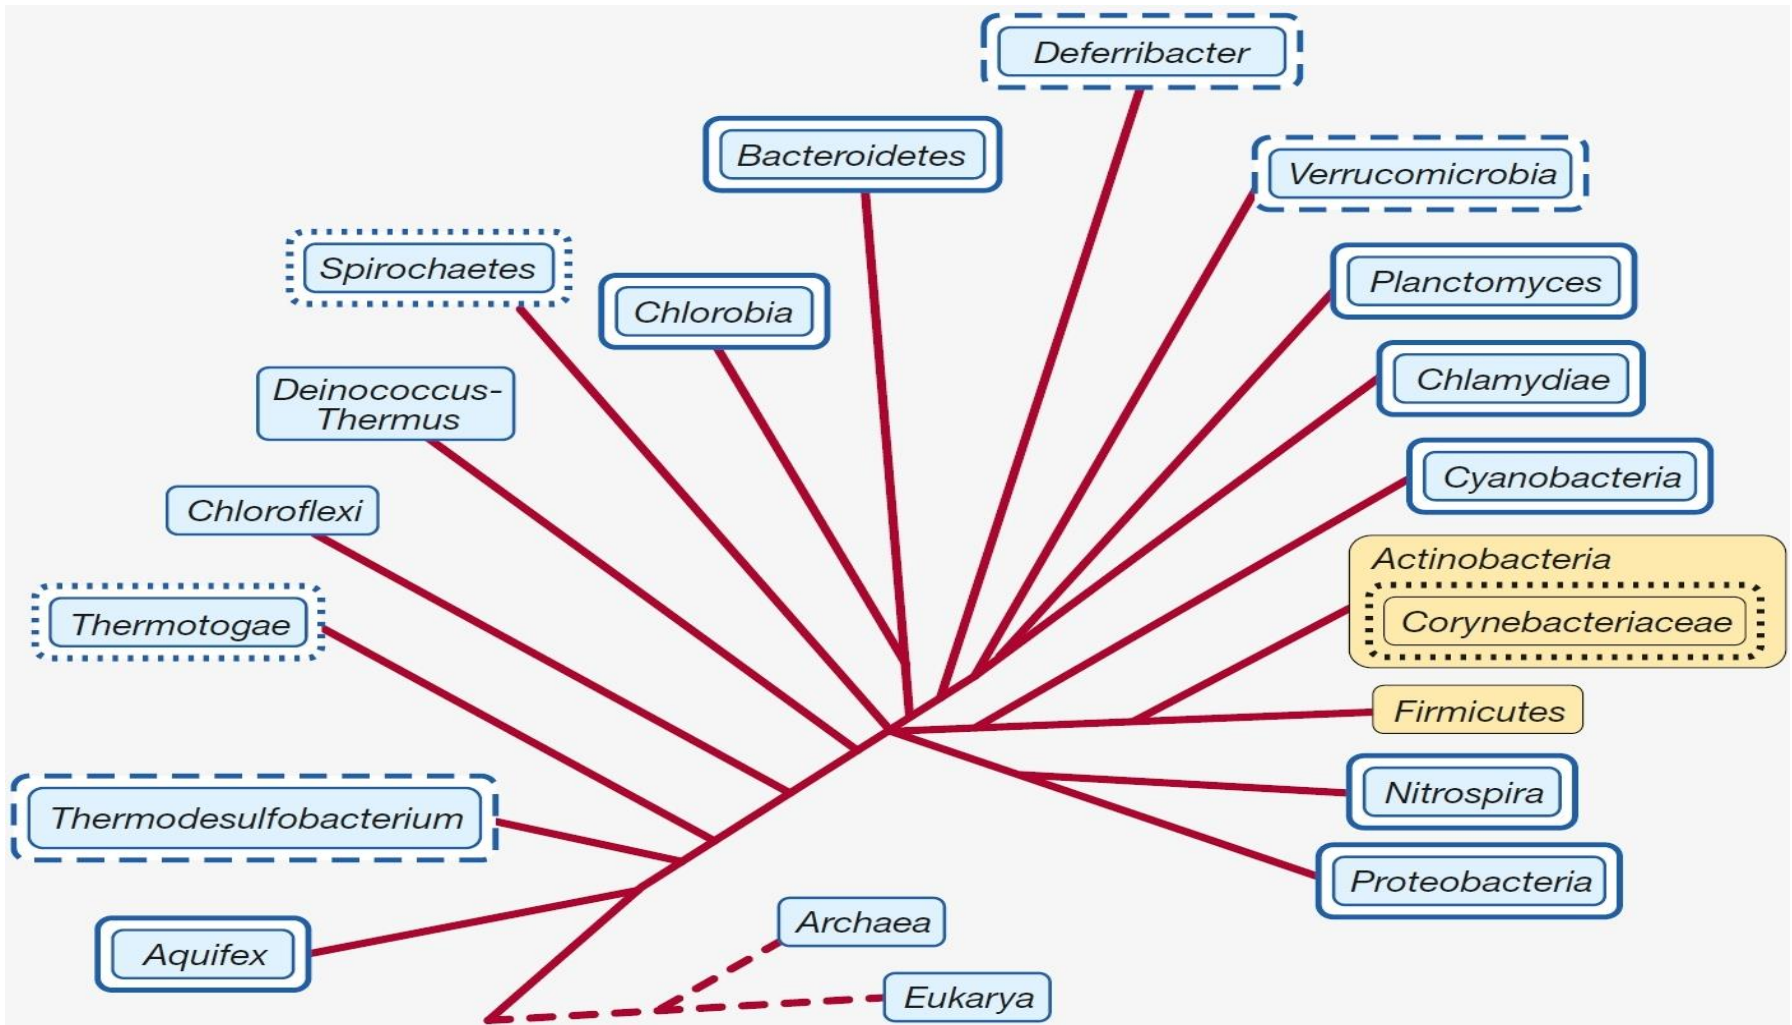 Deferribacter
Bacteroidetes
Verrucomicrobia
Spirochaetes
Chlorobia
Planctomyces
Deinococcus-
Thermus
Chlamydiae
Chloroflexi
Cyanobacteria
Actinobacteria
Thermotogae
Corynebacteriaceae
Firmicutes
Thermodesulfobacterium
Nitrospira
Proteobacteria
Archaea
Aquifex
Eukarya